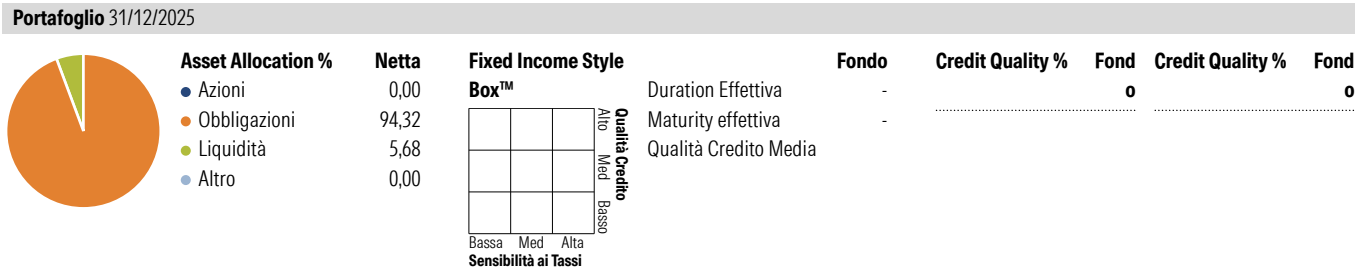 Portafoglio 31/12/2025
Asset Allocation % Netta
Azioni 0,00
Obbligazioni 94,32
Liquidità 5,68
Altro 0,00
Fixed Income Style
Box™
Alto Med Basso
Qualità Credito
Bassa Med Alta
Sensibilità ai Tassi
Fondo
Duration Effettiva -
Maturity effettiva -
Qualità Credito Media
Credit Quality % Fond
o
Credit Quality % Fond
o